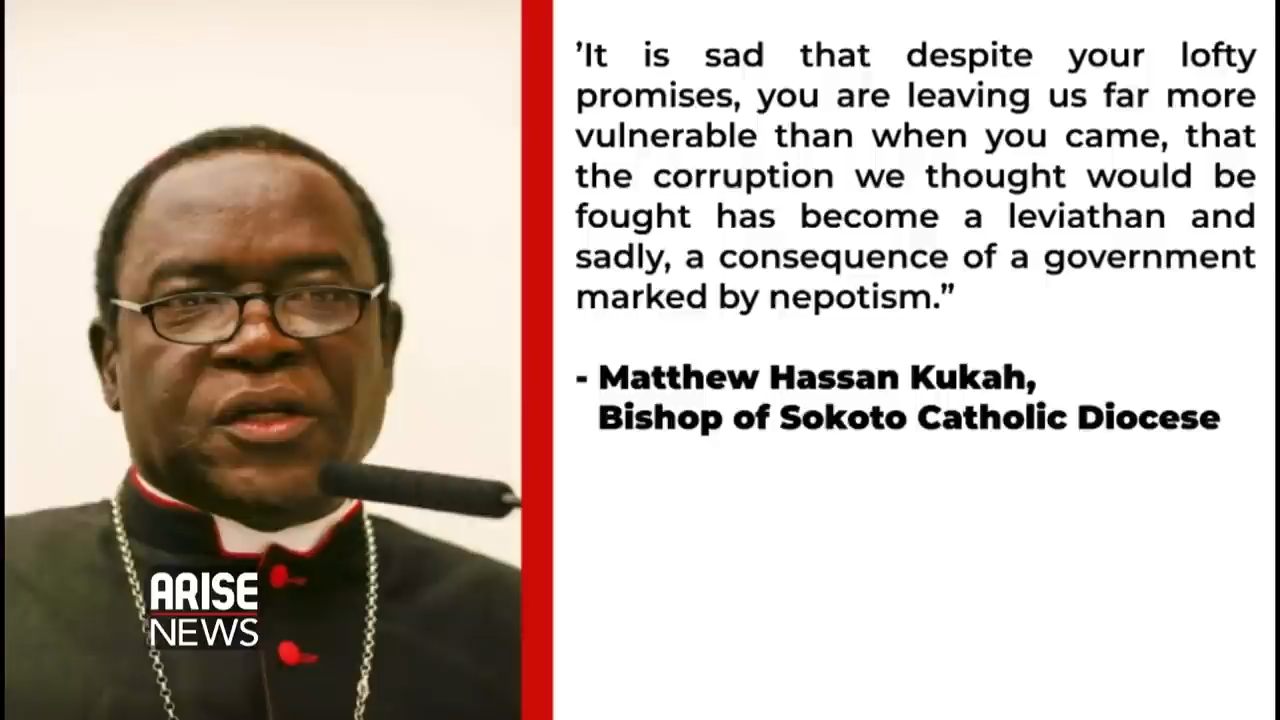 ’It is sad that despite your lofty
promises, you are leaving us far more
vulnerable than when you came, that
the corruption we thought would be
fought has become a leviathan and
sadly, a consequence of a government
marked by nepotism.”
- Matthew Hassan Kukah,
Bishop of Sokoto Catholic Diocese
ARISE
NEWS